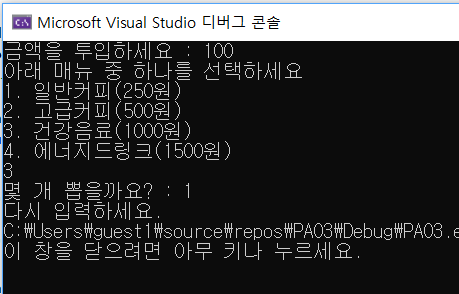 Microsoft Visual Studio 디버그 콘솔
금액을 투입하세요 : 100
아래 매뉴 중 하나를 선택하세요
1. 일반커피(250원)
2. 고급커피(500원)
3. 건강음료(1000원)
4. 에너지드링크(1500원)
3
몇 개 뽑을까요? : 1
다시 입력하세요.
C:₩Users₩guest1₩source₩repos₩PA03₩Debug₩PA03.e
이 창을 닫으려면 아무 키나 누르세요.